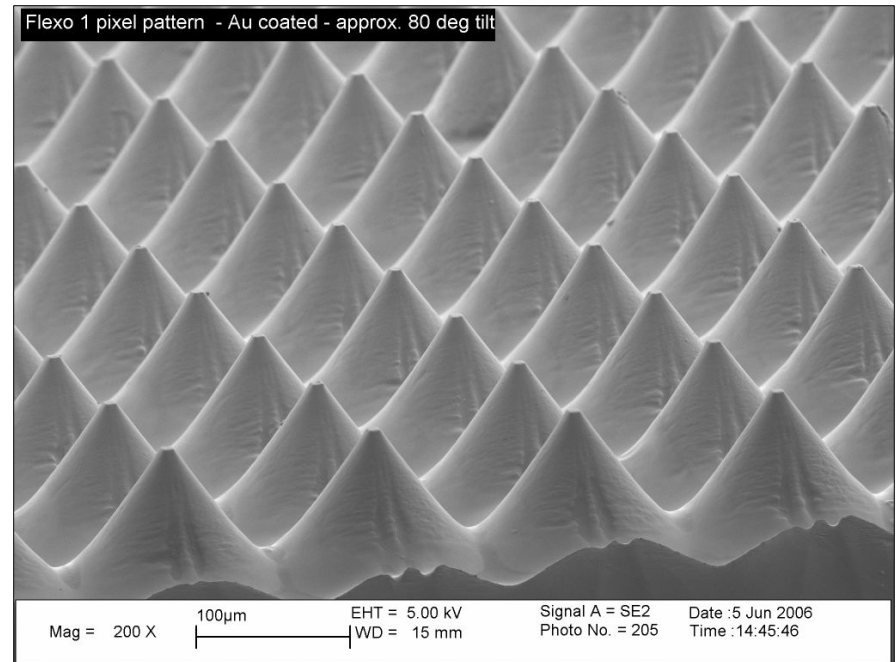 Flexo 1 pixel pattern - Au coated - approx. 80 deg tilt
Mag = 200 X
100µm
EHT = 5.00 kV
WD = 15 mm
Signal A = SE2
Photo No. = 205
Date :5 Jun 2006
Time :14:45:46